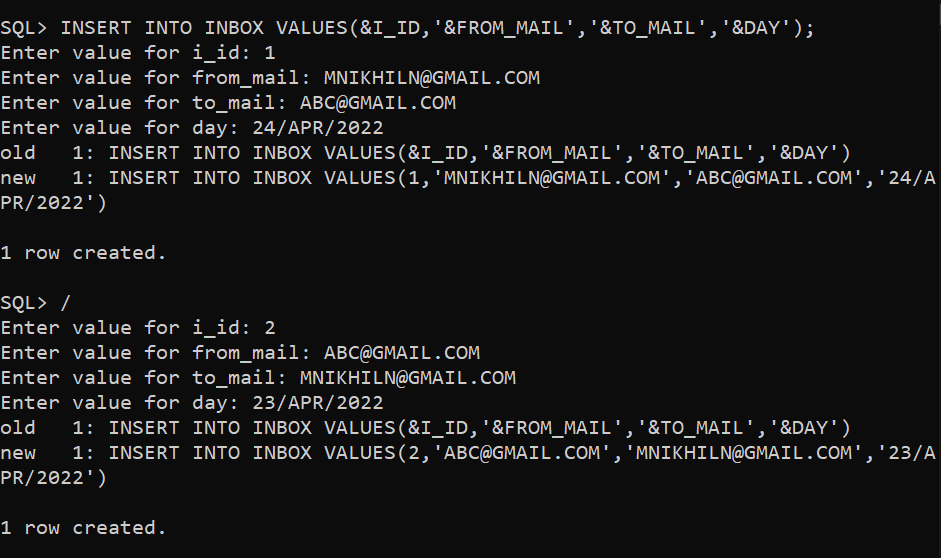 SQL> INSERT INTO INBOX VALUES(&I_ID,'&FROM_MAIL','&TO_MAIL','&DAY');
Enter value for i_id: 1
Enter value for from_mail: MNIKHILN@GMAIL.COM
Enter value for to_mail: ABC@GMAIL.COM
Enter value for day: 24/APR/2022
old   1: INSERT INTO INBOX VALUES(&I_ID,'&FROM_MAIL','&TO_MAIL','&DAY')
new   1: INSERT INTO INBOX VALUES(1,'MNIKHILN@GMAIL.COM','ABC@GMAIL.COM','24/A
PR/2022')
1 row created.
SQL> /
Enter value for i_id: 2
Enter value for from_mail: ABC@GMAIL.COM
Enter value for to_mail: MNIKHILN@GMAIL.COM
Enter value for day: 23/APR/2022
old   1: INSERT INTO INBOX VALUES(&I_ID,'&FROM_MAIL','&TO_MAIL','&DAY')
new   1: INSERT INTO INBOX VALUES(2,'ABC@GMAIL.COM','MNIKHILN@GMAIL.COM','23/A
PR/2022')
1 row created.